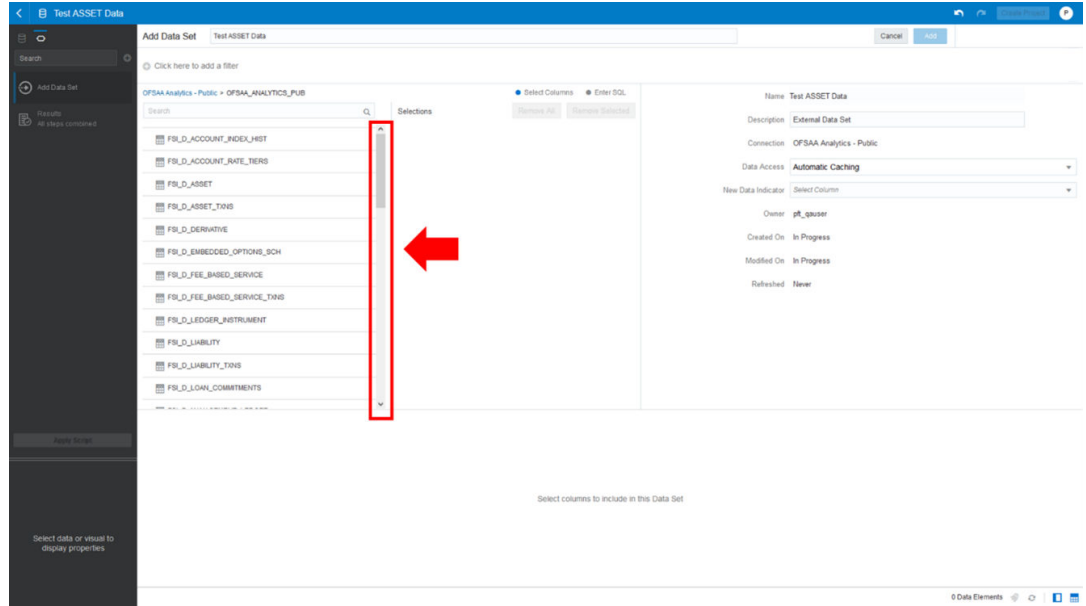 Test ASSET Data
Create Project
P
Search
Add Data Set
Results
All steps combined
Apply Script
Select data or visual to
display properties
Add Data Set Test ASSET Data Cancel Add
Click here to add a filter
OFSAA Analytics - Public > OFSAA_ANALYTICS_PUB
Select Columns Enter SQL
Search
Selections Remove All Remove Selected
FSI_D_ACCOUNT_INDEX_HIST
FSI_D_ACCOUNT_RATE_TIERS
FSI_D_ASSET
FSI_D_ASSET_TXNS
FSI_D_DERIVATIVE
FSI_D_EMBEDDED_OPTIONS_SCH
FSI_D_FEE_BASED_SERVICE
FSI_D_FEE_BASED_SERVICE_TXNS
FSI_D_LEDGER_INSTRUMENT
FSI_D_LIABILITY
FSI_D_LIABILITY_TXNS
FSI_D_LOAN_COMMITMENTS
Name Test ASSET Data
Description External Data Set
Connection OFSAA Analytics - Public
Data Access Automatic Caching
New Data Indicator Select Column
Owner pft_qauser
Created On In Progress
Modified On In Progress
Refreshed Never
Select columns to include in this Data Set
0 Data Elements